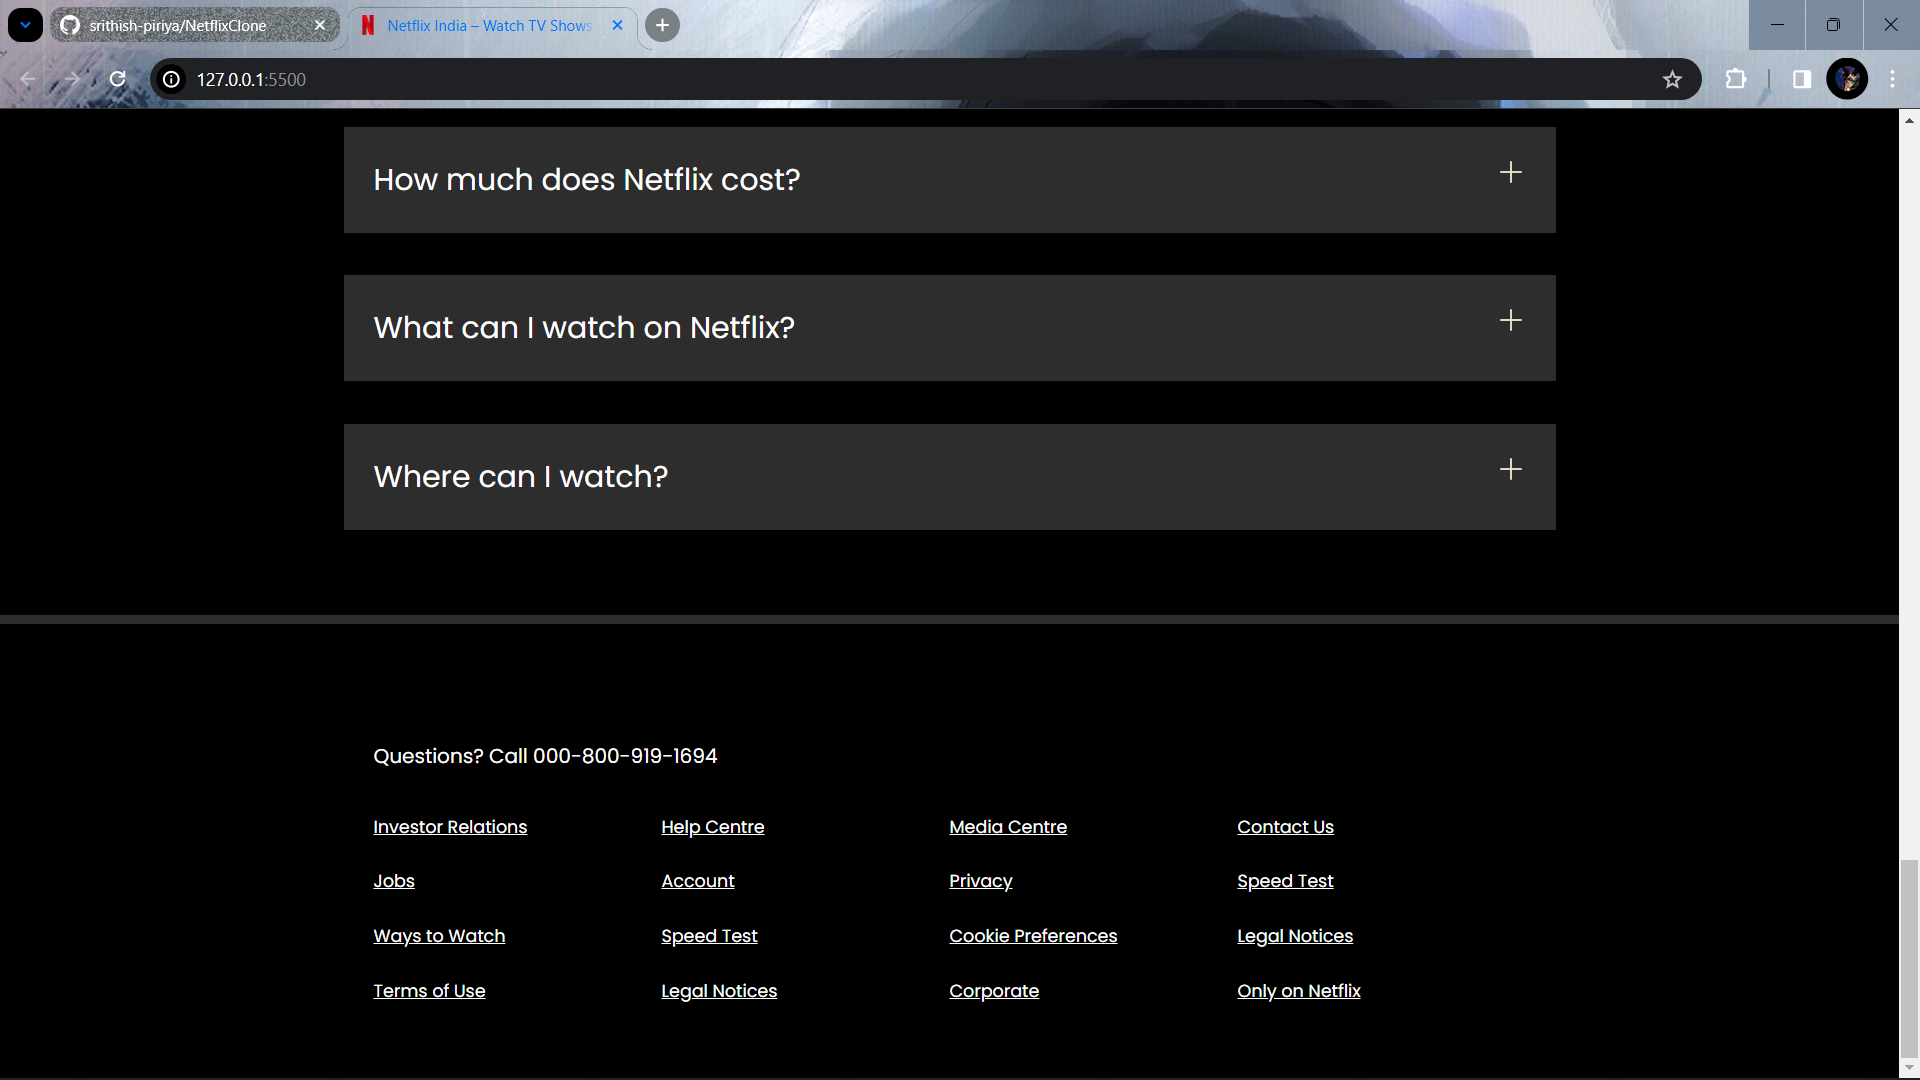 srithish-piriya/NetflixClone
Netflix India – Watch TV Shows
127.0.0.1:5500
How much does Netflix cost?
What can I watch on Netflix?
Where can I watch?
Questions? Call 000-800-919-1694
Investor Relations Help Centre Media Centre Contact Us
Jobs Account Privacy Speed Test
Ways to Watch Speed Test Cookie Preferences Legal Notices
Terms of Use Legal Notices Corporate Only on Netflix